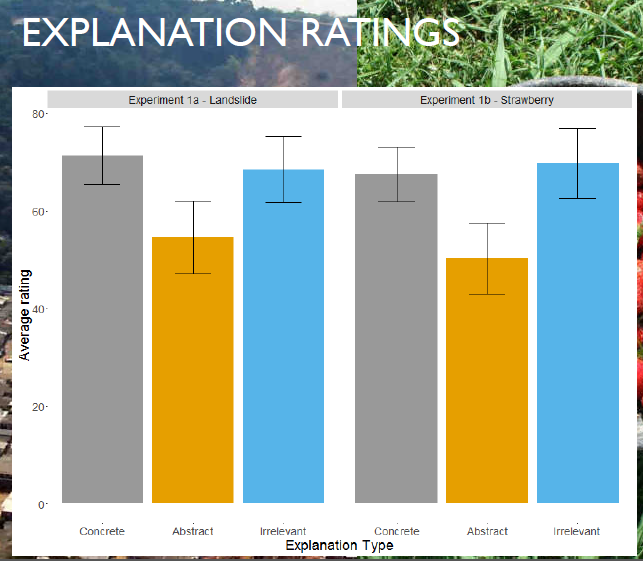 EXPLANATION RATINGS
Experiment 1a - Landslide
Experiment 1b - Strawberry
80
60
40
20
0
Average rating
Concrete
Abstract
Irrelevant
Concrete
Abstract
Irrelevant
Explanation Type